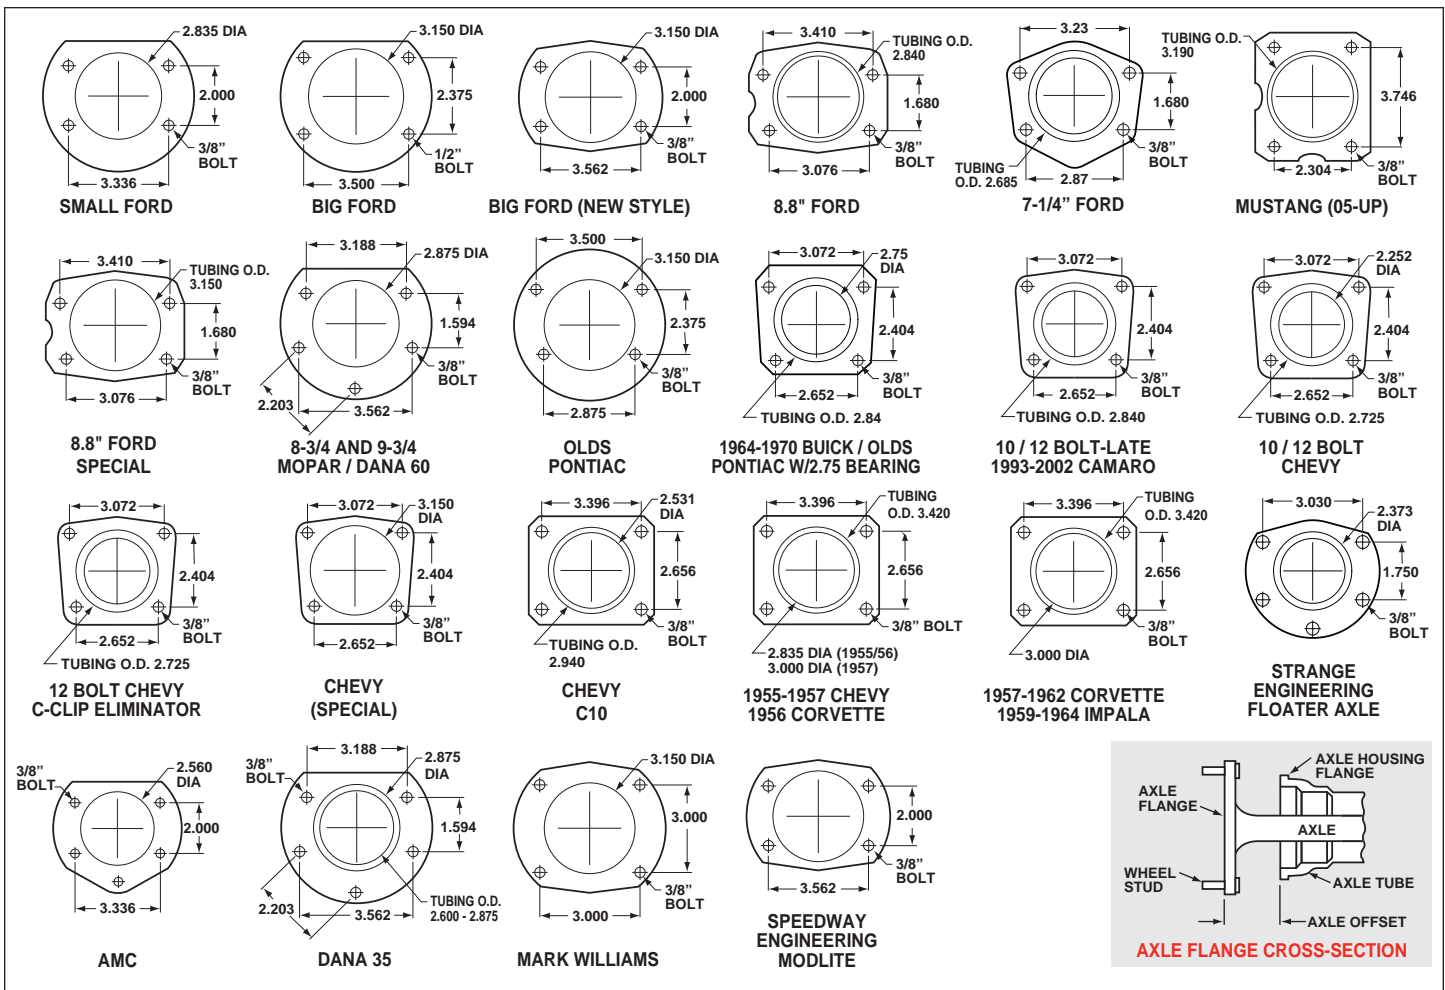 2.835 DIA
2.000
3/8”
BOLT
3.336
SMALL FORD
3.150 DIA
2.375
1/2”
BOLT
3.500
BIG FORD
3.150 DIA
2.000
3/8”
BOLT
3.562
BIG FORD (NEW STYLE)
3.410
TUBING O.D.
2.840
1.680
3/8”
BOLT
3.076
8.8" FORD
3.23
1.680
3/8”
BOLT
TUBING
O.D. 2.685
2.87
7-1/4” FORD
TUBING O.D.
3.190
3.746
3/8”
BOLT
2.304
MUSTANG (05-UP)
3.410
TUBING O.D.
3.150
1.680
3/8”
BOLT
3.076
8.8" FORD
SPECIAL
3.188
2.875 DIA
1.594
3/8”
BOLT
2.203
3.562
8-3/4 AND 9-3/4
MOPAR / DANA 60
3.500
3.150 DIA
2.375
3/8”
BOLT
2.875
OLDS
PONTIAC
3.072
2.75
DIA
2.404
3/8”
BOLT
2.652
TUBING O.D. 2.84
1964-1970 BUICK / OLDS
PONTIAC W/2.75 BEARING
3.072
2.404
3/8”
BOLT
2.652
TUBING O.D. 2.840
10 / 12 BOLT-LATE
1993-2002 CAMARO
3.072
2.252
DIA
2.404
3/8”
BOLT
2.652
TUBING O.D. 2.725
10 / 12 BOLT
CHEVY
3.072
2.404
3/8”
BOLT
2.652
TUBING O.D. 2.725
12 BOLT CHEVY
C-CLIP ELIMINATOR
3.072
3.150
DIA
2.404
3/8”
BOLT
2.652
CHEVY
(SPECIAL)
3.396
2.531
DIA
2.656
3/8”
BOLT
TUBING O.D.
2.940
CHEVY
C10
3.396
TUBING
O.D. 3.420
2.656
3/8” BOLT
2.835 DIA (1955/56)
3.000 DIA (1957)
1955-1957 CHEVY
1956 CORVETTE
3.396
TUBING
O.D. 3.420
2.656
3/8”
BOLT
3.000 DIA
1957-1962 CORVETTE
1959-1964 IMPALA
3.030
2.373
DIA
1.750
3/8”
BOLT
STRANGE
ENGINEERING
FLOATER AXLE
3/8”
BOLT
2.560
DIA
2.000
3.336
AMC
3/8”
BOLT
3.188
2.875
DIA
1.594
2.203
3.562
TUBING O.D.
2.600 - 2.875
DANA 35
3.150 DIA
3.000
3/8”
BOLT
3.000
MARK WILLIAMS
2.000
3/8”
BOLT
3.562
SPEEDWAY
ENGINEERING
MODLITE
AXLE HOUSING
FLANGE
AXLE
FLANGE
AXLE
WHEEL
STUD
AXLE TUBE
AXLE OFFSET
AXLE FLANGE CROSS-SECTION